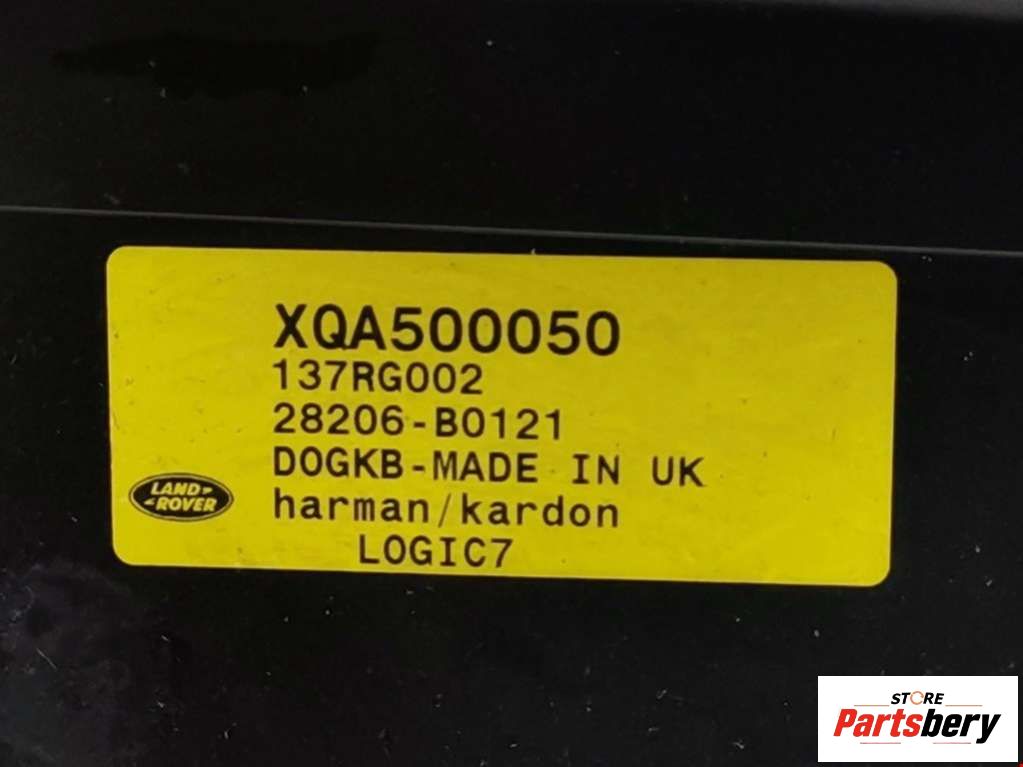 XQA500050
137RG002
28206-B0121
DOGKB-MADE IN UK
LAND
ROVER
harman/kardon
LOGIC7
STORE
Partsbery